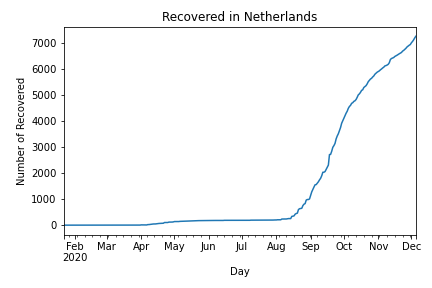 Recovered in Netherlands
Number of Recovered
7000
6000
5000
4000
3000
2000
1000
0
Feb Mar Apr May Jun Jul Aug Sep Oct Nov Dec
2020
Day